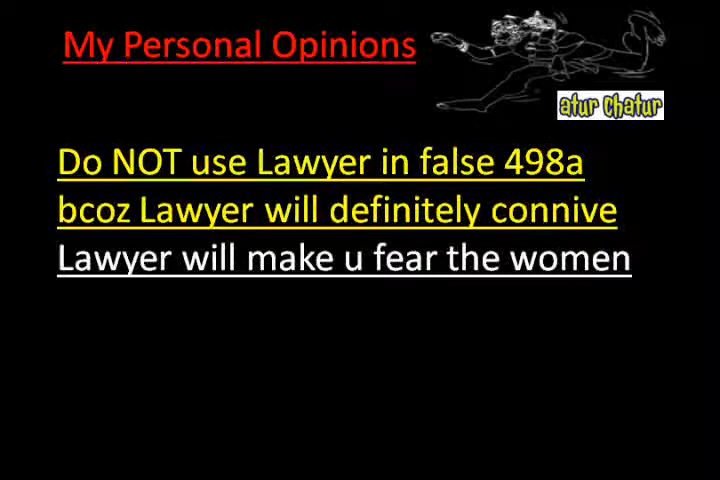 My Personal Opinions
atur Chatur
Do NOT use Lawyer in false 498a
bcoz Lawyer will definitely connive
Lawyer will make u fear the women